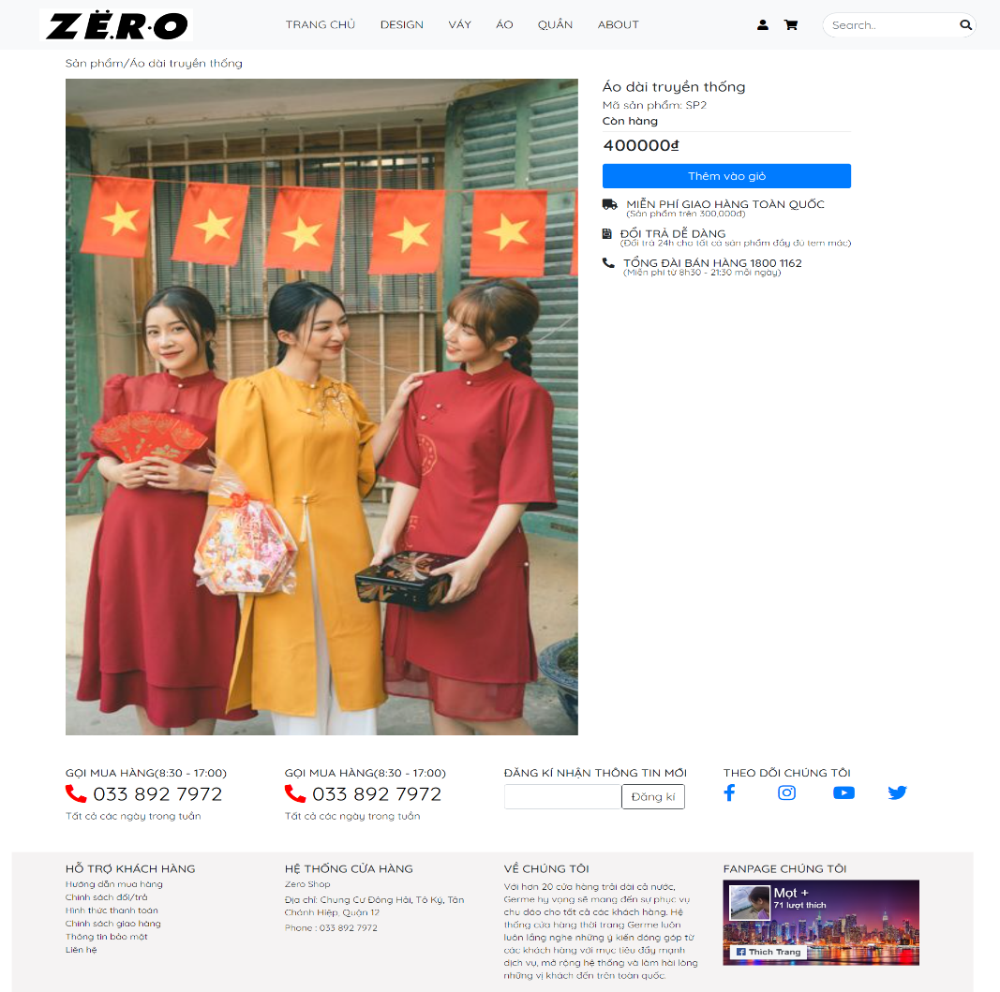 ZËR.O
TRANG CHỦ DESIGN VÁY ÁO QUẦN ABOUT
Search..
Sản phẩm/Áo dài truyền thống
Áo dài truyền thống
Mã sản phẩm: SP2
Còn hàng
400000₫
Thêm vào giỏ
MIỄN PHÍ GIAO HÀNG TOÀN QUỐC
(Sản phẩm trên 300,000đ)
ĐỔI TRẢ DỄ DÀNG
(Đổi trả 24h cho tất cả sản phẩm đầy đủ tem mác)
TỔNG ĐÀI BÁN HÀNG 1800 1162
(Miễn phí từ 8h30 - 21:30 mỗi ngày)
GỌI MUA HÀNG(8:30 - 17:00)
033 892 7972
Tất cả các ngày trong tuần
GỌI MUA HÀNG(8:30 - 17:00)
033 892 7972
Tất cả các ngày trong tuần
ĐĂNG KÍ NHẬN THÔNG TIN MỚI
Đăng kí
THEO DÕI CHÚNG TÔI
HỖ TRỢ KHÁCH HÀNG
Hướng dẫn mua hàng
Chính sách đổi/trả
Hình thức thanh toán
Chính sách giao hàng
Thông tin bảo mật
Liên hệ
HỆ THỐNG CỬA HÀNG
Zero Shop
Địa chỉ: Chung Cư Đông Hải, Tô Ký, Tân
Chánh Hiệp, Quận 12
Phone : 033 892 7972
VỀ CHÚNG TÔI
Với hơn 20 cửa hàng trải dài cả nước,
Germe hy vọng sẽ mang đến sự phục vụ
chu đáo cho tất cả các khách hàng. Hệ
thống cửa hàng thời trang Germe luôn
luôn lắng nghe những ý kiến đóng góp từ
các khách hàng với mục tiêu đẩy mạnh
dịch vụ, mở rộng hệ thống và làm hài lòng
những vị khách đến trên toàn quốc.
FANPAGE CHÚNG TÔI
Mọt +
71 lượt thích
Thích Trang